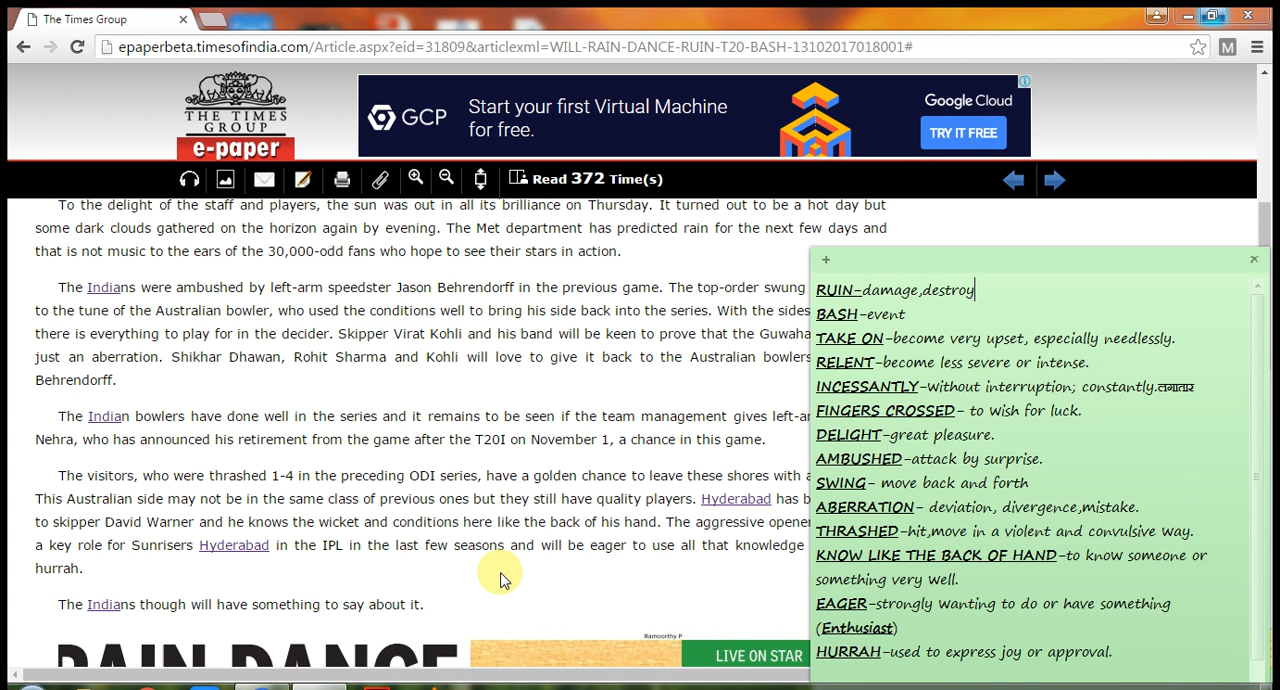 The Times Group
epaperbeta.timesofindia.com/Article.aspx?eid=31809&articlexml=WILL-RAIN-DANCE-RUIN-T20-BASH-13102017018001#
M
THE TIMES
GROUP
e-paper
GCP
Start your first Virtual Machine
for free.
Google Cloud
TRY IT FREE
Read 372 Time(s)
To the delight of the staff and players, the sun was out in all its brilliance on Thursday. It turned out to be a hot day but
some dark clouds gathered on the horizon again by evening. The Met department has predicted rain for the next few days and
that is not music to the ears of the 30,000-odd fans who hope to see their stars in action.
The Indians were ambushed by left-arm speedster Jason Behrendorff in the previous game. The top-order swung
to the tune of the Australian bowler, who used the conditions well to bring his side back into the series. With the sides
there is everything to play for in the decider. Skipper Virat Kohli and his band will be keen to prove that the Guwaha
just an aberration. Shikhar Dhawan, Rohit Sharma and Kohli will love to give it back to the Australian bowlers
Behrendorff.
The Indian bowlers have done well in the series and it remains to be seen if the team management gives left-ar
Nehra, who has announced his retirement from the game after the T20I on November 1, a chance in this game.
The visitors, who were thrashed 1-4 in the preceding ODI series, have a golden chance to leave these shores with a
This Australian side may not be in the same class of previous ones but they still have quality players. Hyderabad has b
to skipper David Warner and he knows the wicket and conditions here like the back of his hand. The aggressive opene
a key role for Sunrisers Hyderabad in the IPL in the last few seasons and will be eager to use all that knowledge
hurrah.
The Indians though will have something to say about it.
Ramoorthy P
RAIN DANCE
LIVE ON STAR
RUIN-damage,destroy
BASH-event
TAKE ON-become very upset, especially needlessly.
RELENT-become less severe or intense.
INCESSANTLY-without interruption; constantly.लगातार
FINGERS CROSSED- to wish for luck.
DELIGHT-great pleasure.
AMBUSHED-attack by surprise.
SWING- move back and forth
ABERRATION- deviation, divergence,mistake.
THRASHED-hit,move in a violent and convulsive way.
KNOW LIKE THE BACK OF HAND-to know someone or
something very well.
EAGER-strongly wanting to do or have something
(Enthusiast)
HURRAH-used to express joy or approval.